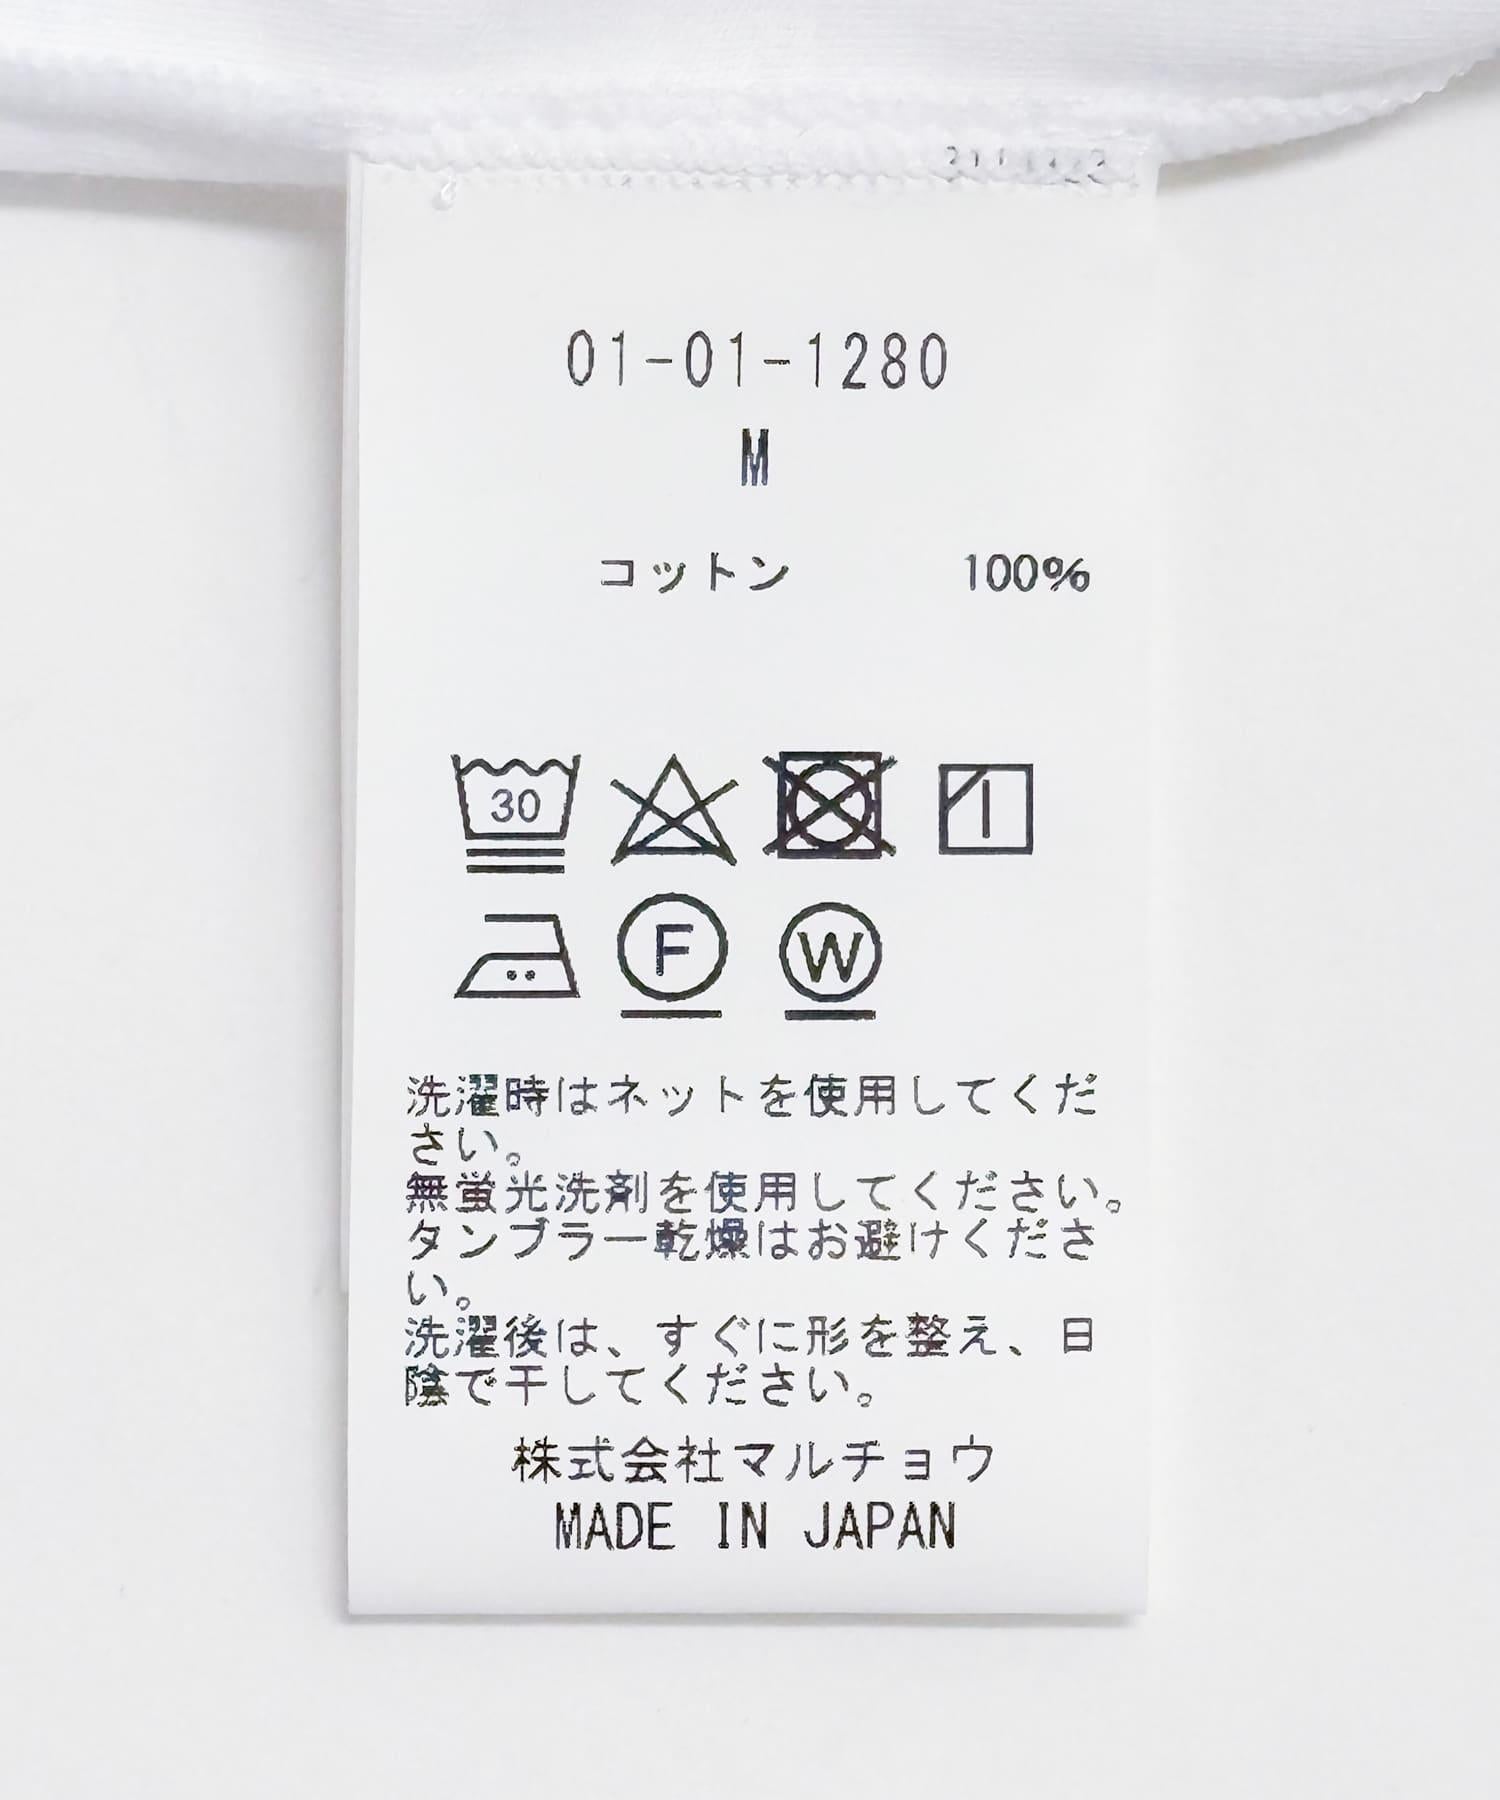 01-01-1280
M
コットン 100%
30
F W
洗濯時はネットを使用してくだ
さい。
無蛍光洗剤を使用してください。
タンブラー乾燥はお避けくださ
い。
洗濯後は、すぐに形を整え、日
陰で干してください。
株式会社マルチョウ
MADE IN JAPAN